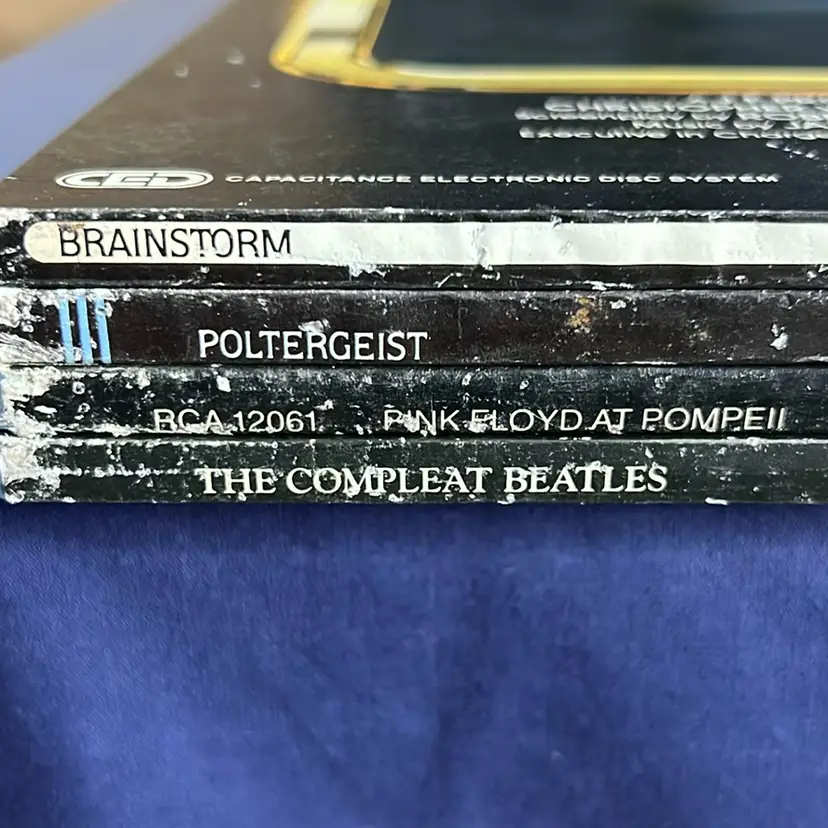 CED CAPACITANCE ELECTRONIC DISC SYSTEM
BRAINSTORM
POLTERGEIST
RCA 12061 PINK FLOYD AT POMPEII
THE COMPLEAT BEATLES